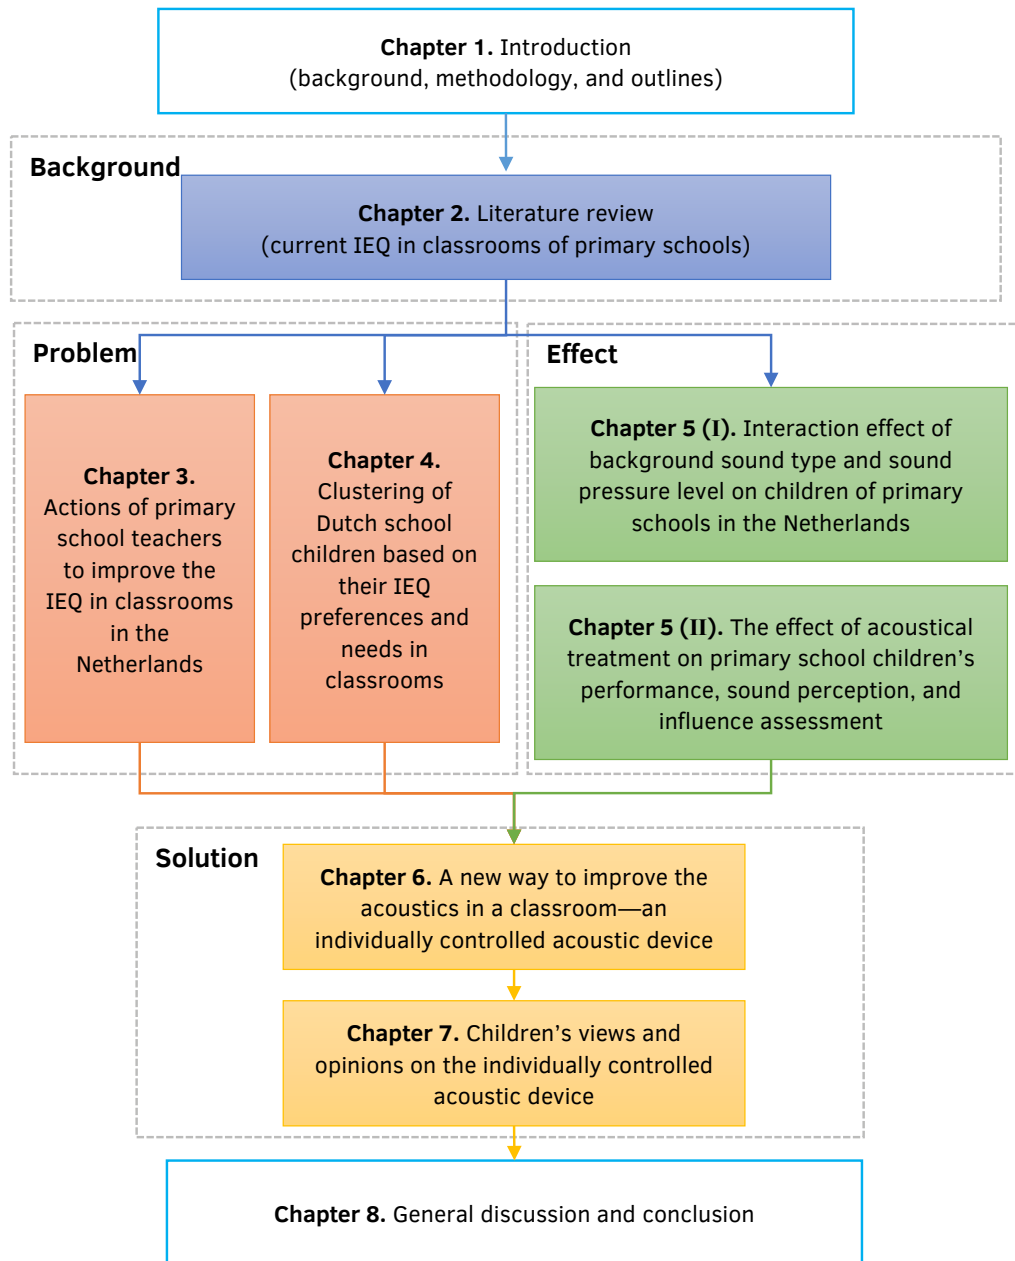 Chapter 1. Introduction
(background, methodology, and outlines)
Background
Chapter 2. Literature review
(current IEQ in classrooms of primary schools)
Problem
Chapter 3.
Actions of primary
school teachers
to improve the
IEQ in classrooms
in the
Netherlands
Chapter 4.
Clustering of
Dutch school
children based on
their IEQ
preferences and
needs in
classrooms
Effect
Chapter 5 (I). Interaction effect of
background sound type and sound
pressure level on children of primary
schools in the Netherlands
Chapter 5 (II). The effect of acoustical
treatment on primary school children’s
performance, sound perception, and
influence assessment
Solution
Chapter 6. A new way to improve the
acoustics in a classroom—an
individually controlled acoustic device
Chapter 7. Children’s views and
opinions on the individually controlled
acoustic device
Chapter 8. General discussion and conclusion